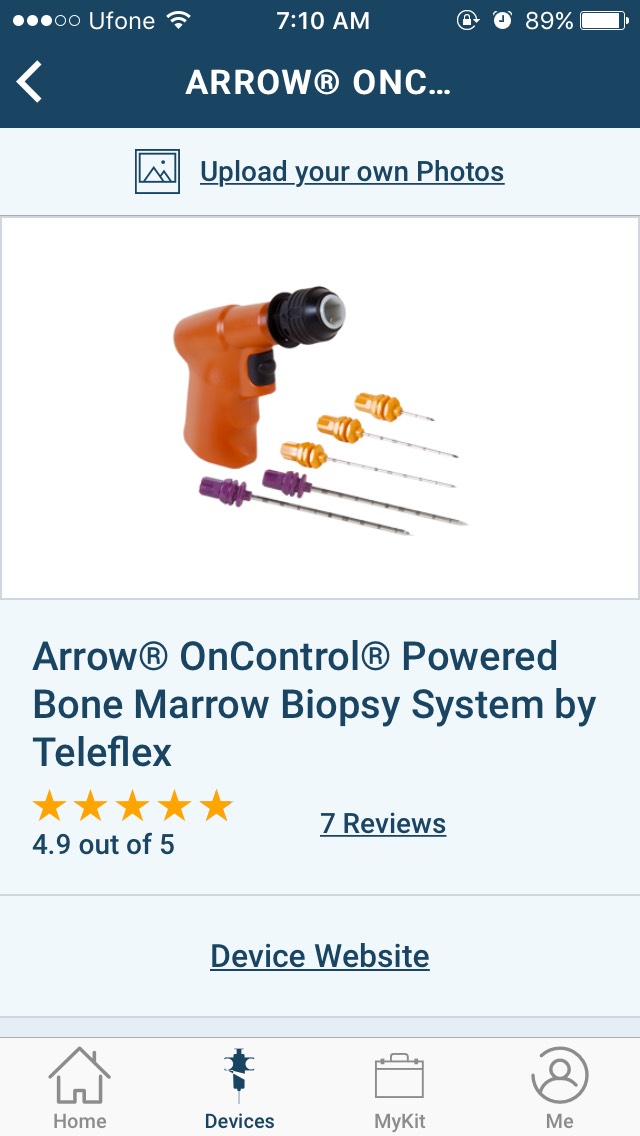 Ufone 7:10 AM 89%
ARROW® ONC...
Upload your own Photos
Arrow® OnControl® Powered
Bone Marrow Biopsy System by
Teleflex
4.9 out of 5
7 Reviews
Device Website
Home Devices MyKit Me